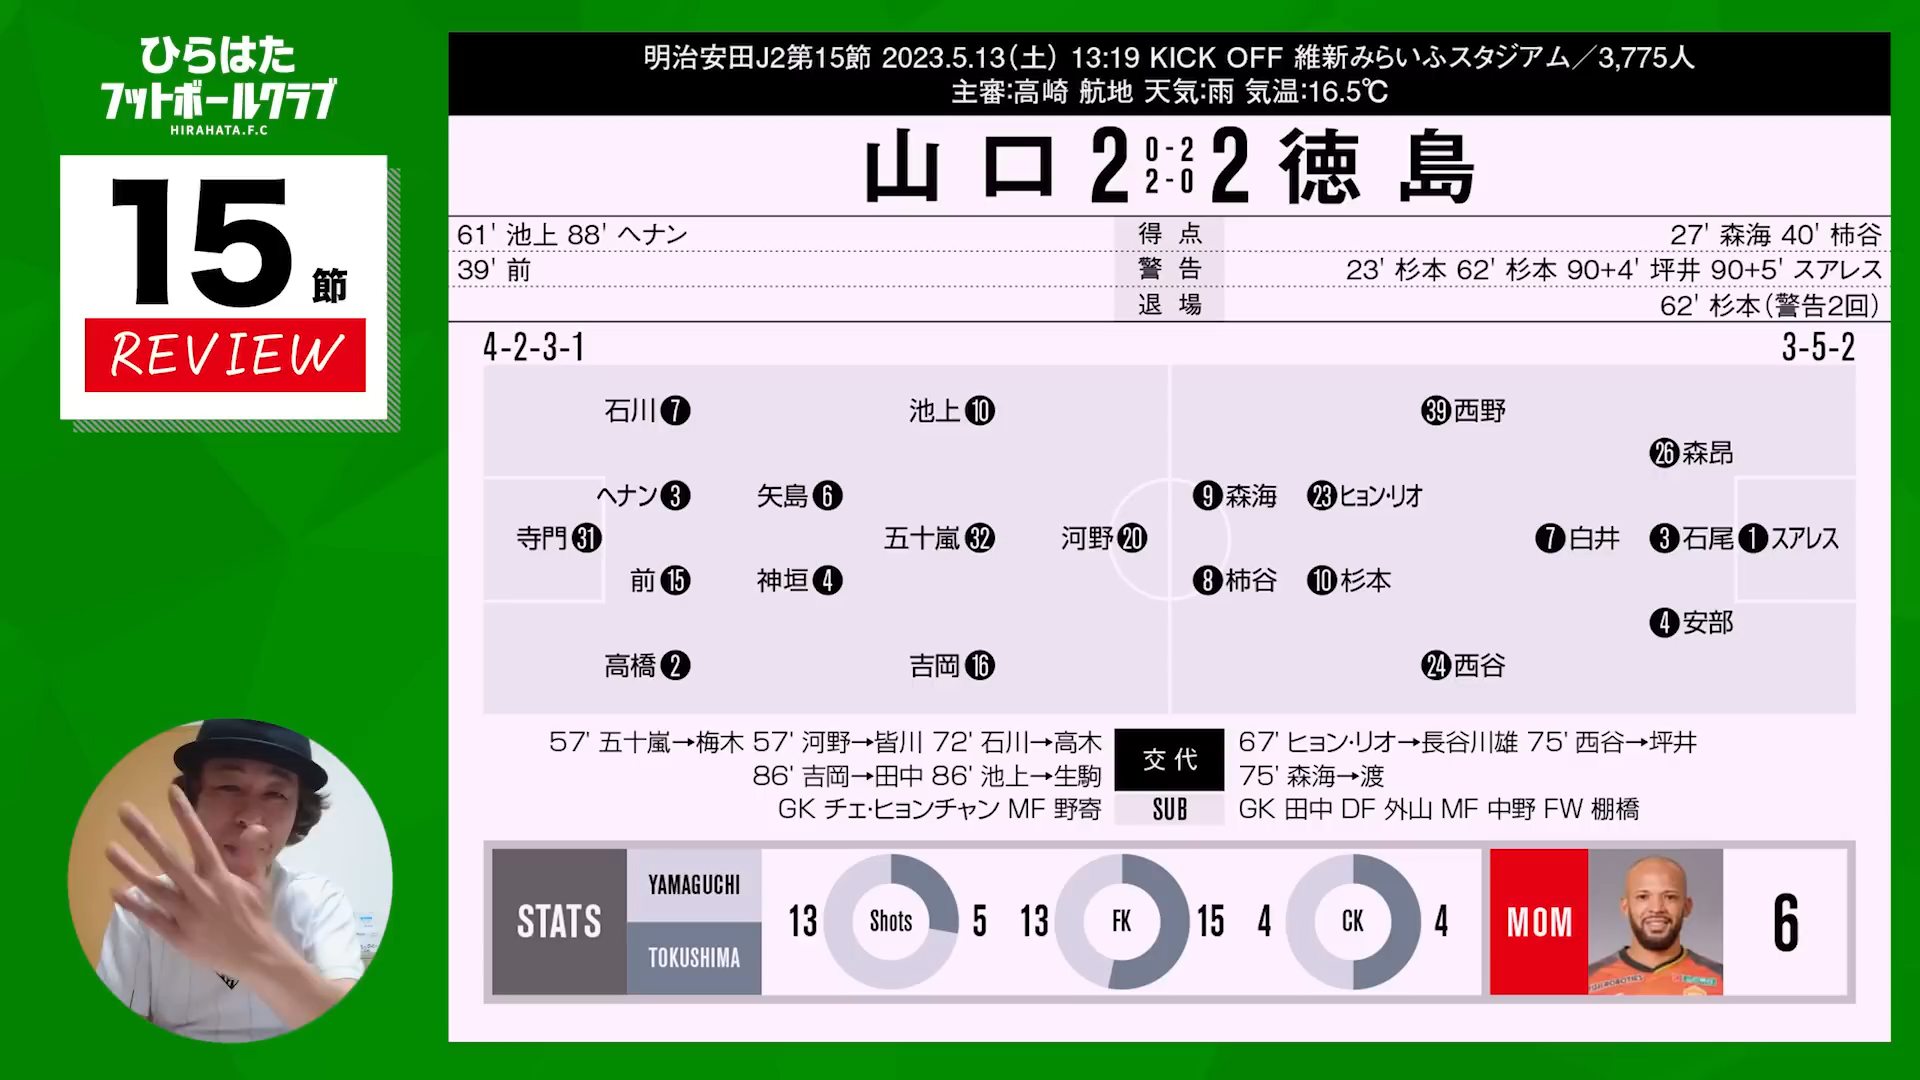 ひらはた
フットボールクラブ
HIRAHATA.F.C
15節
REVIEW
明治安田J2第15節 2023.5.13(土) 13:19 KICK OFF 維新みらいふスタジアム/3,775人
主審:高崎 航地 天気:雨 気温:16.5℃
山口 2 0-2 2 徳島
2-0
61' 池上 88' ヘナン 得点 27' 森海 40' 柿谷
39' 前 警告 23' 杉本 62' 杉本 90+4' 坪井 90+5' スアレス
退場 62' 杉本(警告2回)
4-2-3-1 3-5-2
石川 7 池上 10 39 西野
26 森昂
ヘナン 3 矢島 6 9 森海 23 ヒョン・リオ
寺門 31 五十嵐 32 河野 20 7 白井 3 石尾 1 スアレス
前 15 神垣 4 8 柿谷 10 杉本
4 安部
高橋 2 吉岡 16 24 西谷
57' 五十嵐→梅木 57' 河野→皆川 72' 石川→高木 交代 67' ヒョン・リオ→長谷川雄 75' 西谷→坪井
86' 吉岡→田中 86' 池上→生駒 75' 森海→渡
GK チェ・ヒョンチャン MF 野寄 SUB GK 田中 DF 外山 MF 中野 FW 棚橋
STATS YAMAGUCHI TOKUSHIMA
13 Shots 5 13 FK 15 4 CK 4
MOM 6